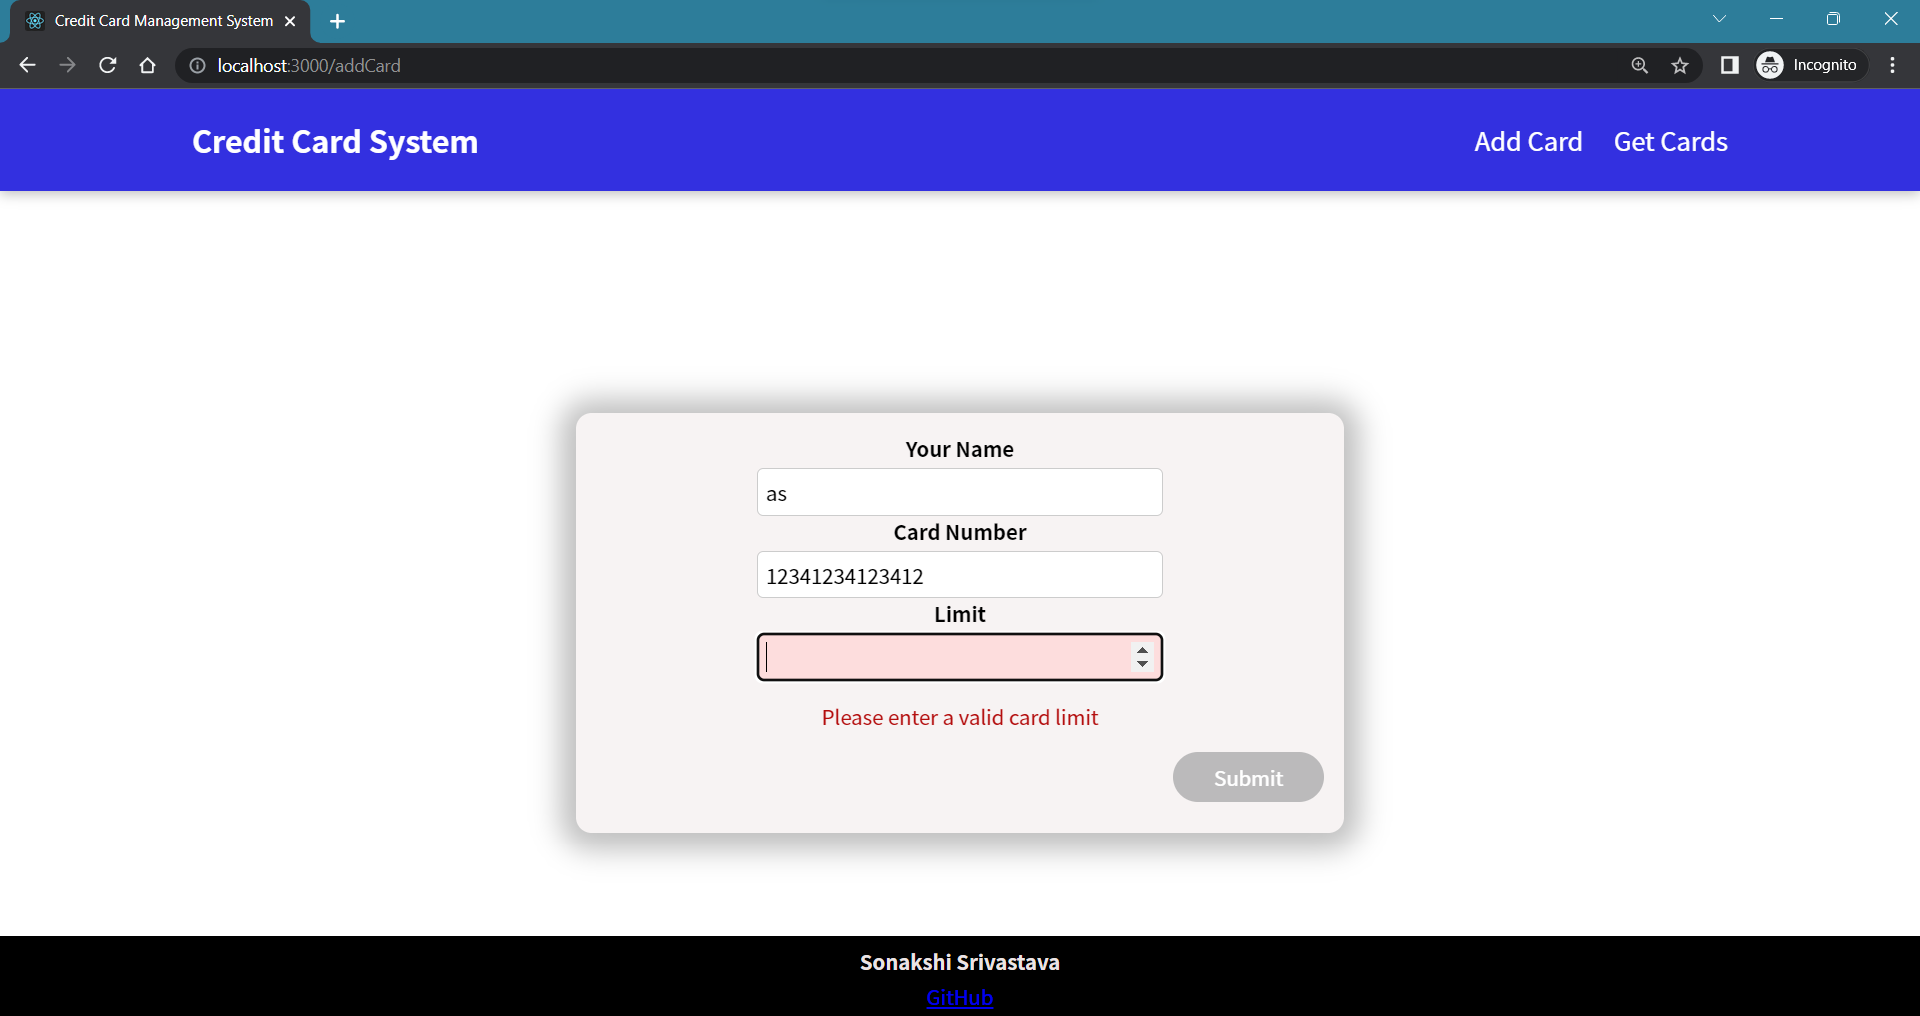 Credit Card Management System
localhost:3000/addCard
Incognito
Credit Card System
Add Card
Get Cards
Your Name
as
Card Number
12341234123412
Limit
Please enter a valid card limit
Submit
Sonakshi Srivastava
GitHub